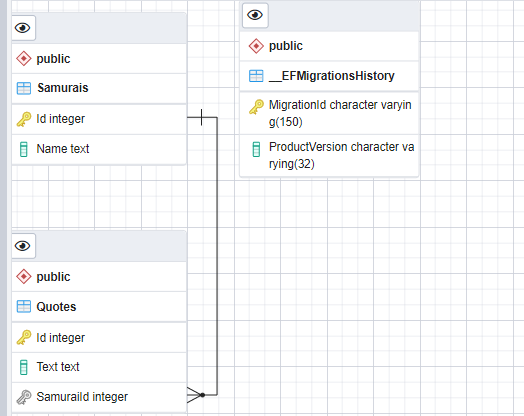 public
Samurais
Id integer
Name text
public
__EFMigrationsHistory
MigrationId character varyin
g(150)
ProductVersion character va
rying(32)
public
Quotes
Id integer
Text text
SamuraiId integer